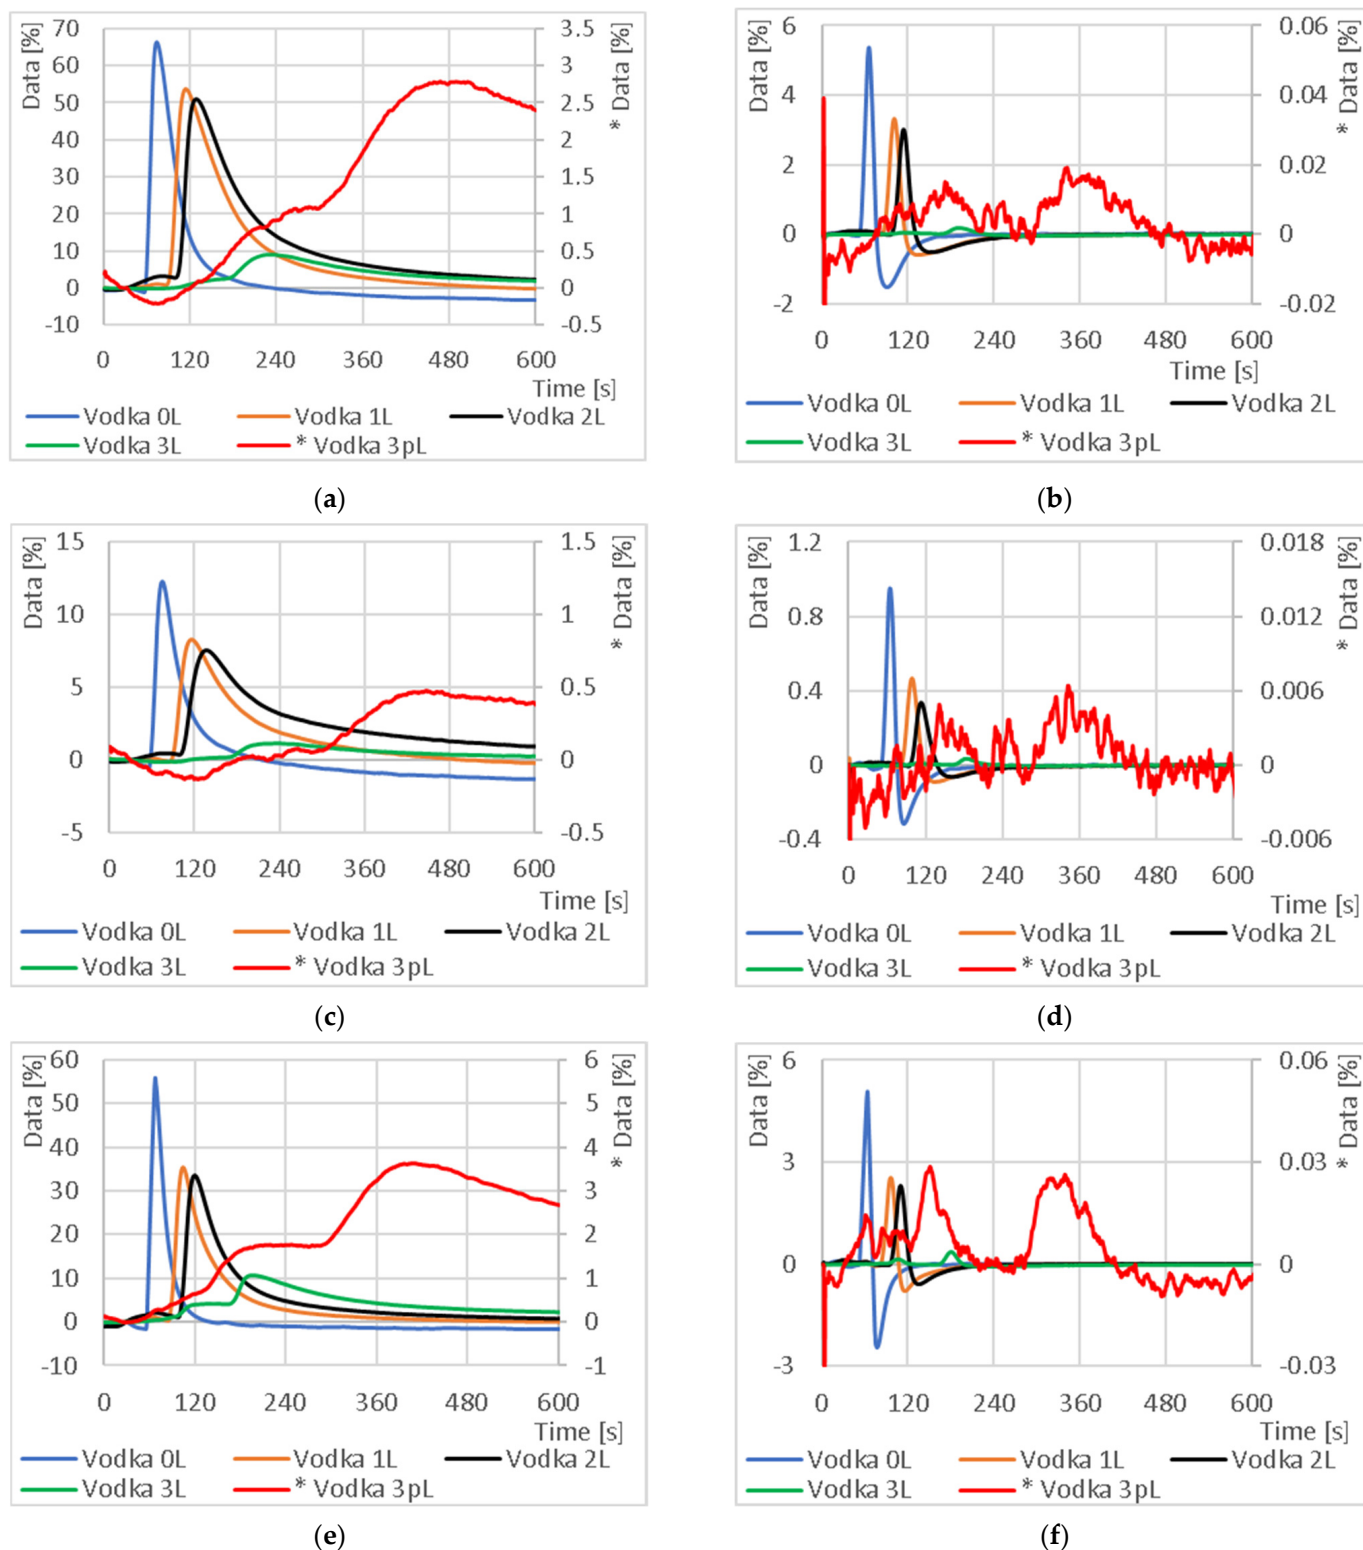 Data [%]
* Data [%]
70
60
50
40
30
20
10
0
-10
3.5
3
2.5
2
1.5
1
0.5
0
-0.5
0 120 240 360 480 600
Time [s]
Vodka 0L Vodka 1L Vodka 2L
Vodka 3L * Vodka 3pL
(a)
Data [%]
* Data [%]
6
4
2
0
-2
0.06
0.04
0.02
0
-0.02
0 120 240 360 480 600
Time [s]
Vodka 0L Vodka 1L Vodka 2L
Vodka 3L * Vodka 3pL
(b)
Data [%]
* Data [%]
15
10
5
0
-5
1.5
1
0.5
0
-0.5
0 120 240 360 480 600
Time [s]
Vodka 0L Vodka 1L Vodka 2L
Vodka 3L * Vodka 3pL
(c)
Data [%]
* Data [%]
1.2
0.8
0.4
0
-0.4
0.018
0.012
0.006
0
-0.006
0 120 240 360 480 600
Time [s]
Vodka 0L Vodka 1L Vodka 2L
Vodka 3L * Vodka 3pL
(d)
Data [%]
* Data [%]
60
50
40
30
20
10
0
-10
6
5
4
3
2
1
0
-1
0 120 240 360 480 600
Time [s]
Vodka 0L Vodka 1L Vodka 2L
Vodka 3L * Vodka 3pL
(e)
Data [%]
* Data [%]
6
3
0
-3
0.06
0.03
0
-0.03
0 120 240 360 480 600
Time [s]
Vodka 0L Vodka 1L Vodka 2L
Vodka 3L * Vodka 3pL
(f)